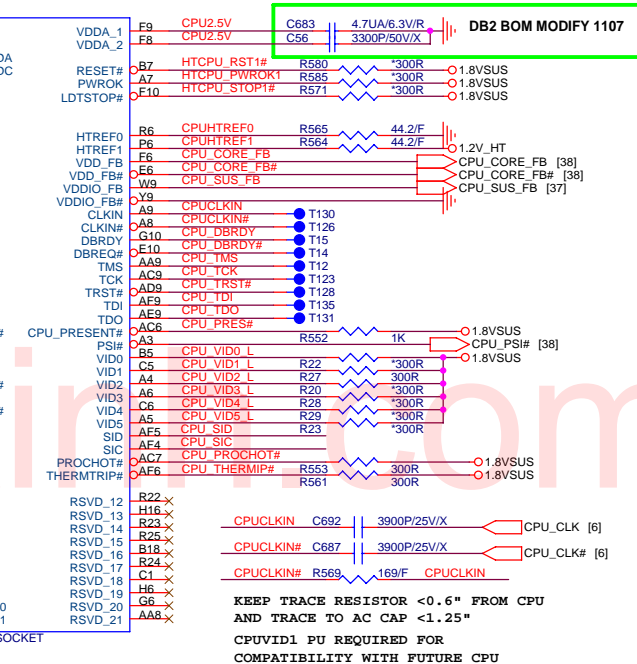 VDDA_1 F9 CPU2.5V C683 4.7UA/6.3V/R DB2 BOM MODIFY 1107
VDDA_2 F8 CPU2.5V C56 3300P/50V/X
DA
DC
RESET# B7 HTCPU_RST1# R580 *300R 1.8VSUS
PWROK A7 HTCPU_PWROK1 R585 *300R 1.8VSUS
LDTSTOP# F10 HTCPU_STOP1# R571 *300R 1.8VSUS
HTREF0 R6 CPUHTREF0 R565 44.2/F
HTREF1 P6 CPUHTREF1 R564 44.2/F 1.2V_HT
VDD_FB F6 CPU_CORE_FB CPU_CORE_FB [38]
VDD_FB# E6 CPU_CORE_FB# CPU_CORE_FB# [38]
VDDIO_FB W9 CPU_SUS_FB CPU_SUS_FB [37]
VDDIO_FB# Y9
CLKIN A9 CPUCLKIN T130
CLKIN# A8 CPUCLKIN# T126
DBRDY G10 CPU_DBRDY T15
DBREQ# E10 CPU_DBRDY# T14
TMS AA9 CPU_TMS T12
TCK AC9 CPU_TCK T123
TRST# AD9 CPU_TRST# T128
TDI AF9 CPU_TDI T135
TDO AE9 CPU_TDO T131
# CPU_PRESENT# AC6 CPU_PRES# 1.8VSUS
PSI# A3 R552 1K CPU_PSI# [38]
VID0 B5 CPU_VID0_L 1.8VSUS
VID1 C5 CPU_VID1_L R22 *300R
VID2 A4 CPU_VID2_L R27 300R
VID3 A6 CPU_VID3_L R20 *300R
VID4 C6 CPU_VID4_L R28 *300R
VID5 A5 CPU_VID5_L R29 *300R
SID AF5 CPU_SID R23 *300R
SIC AF4 CPU_SIC
PROCHOT# AC7 CPU_PROCHOT# 1.8VSUS
THERMTRIP# AF6 CPU_THERMIP# R553 300R 1.8VSUS
R561 300R
inh.com
RSVD_12 R22
RSVD_13 H16
RSVD_14 R23
RSVD_15 R25
RSVD_16 B18
RSVD_17 R24
RSVD_18 C1
RSVD_19 H6
RSVD_20 G6
RSVD_21 AA8
0
1
SOCKET
CPUCLKIN C692 3900P/25V/X CPU_CLK [6]
CPUCLKIN# C687 3900P/25V/X CPU_CLK# [6]
CPUCLKIN# R569 169/F CPUCLKIN
KEEP TRACE RESISTOR <0.6" FROM CPU
AND TRACE TO AC CAP <1.25"
CPUVID1 PU REQUIRED FOR
COMPATIBILITY WITH FUTURE CPU